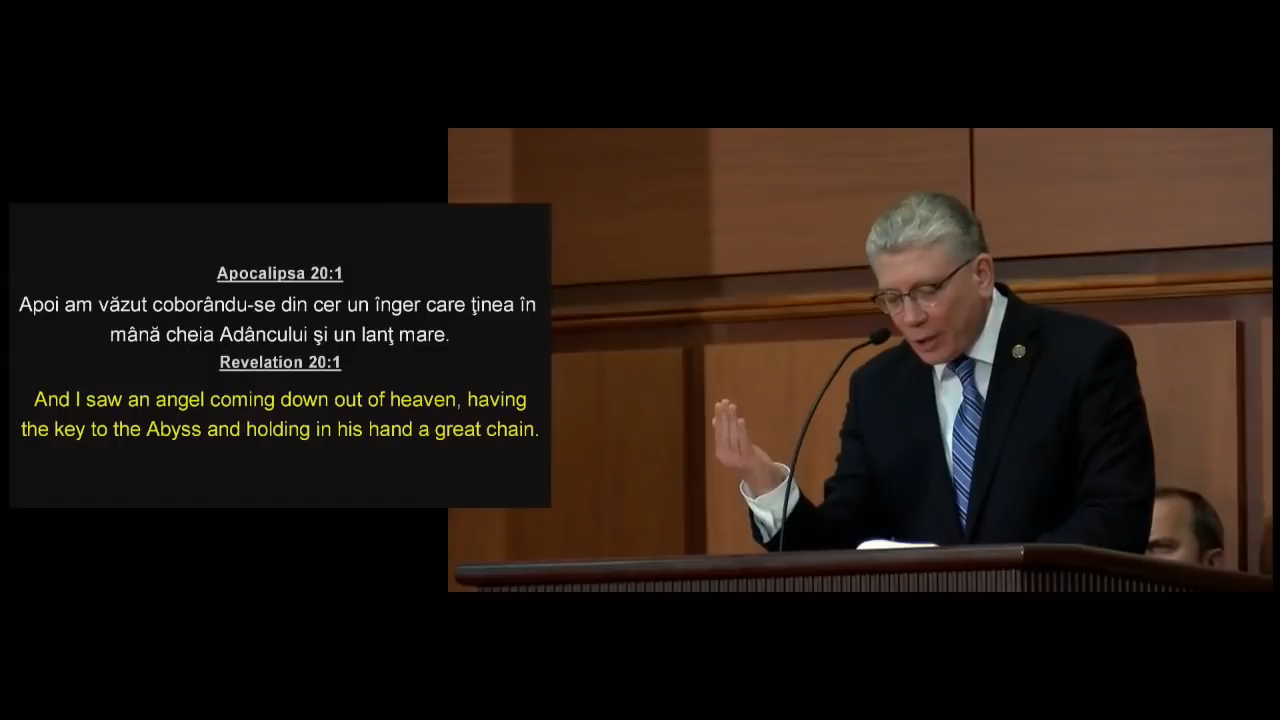 Apocalipsa 20:1
Apoi am văzut coborându-se din cer un înger care ţinea în
mână cheia Adâncului şi un lanţ mare.
Revelation 20:1
And I saw an angel coming down out of heaven, having
the key to the Abyss and holding in his hand a great chain.